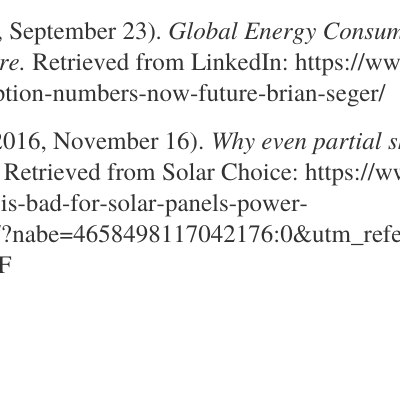 , September 23). Global Energy Consum
re. Retrieved from LinkedIn: https://ww
ption-numbers-now-future-brian-seger/
2016, November 16). Why even partial s
Retrieved from Solar Choice: https://w
is-bad-for-solar-panels-power-
/?nabe=4658498117042176:0&utm_refe
F